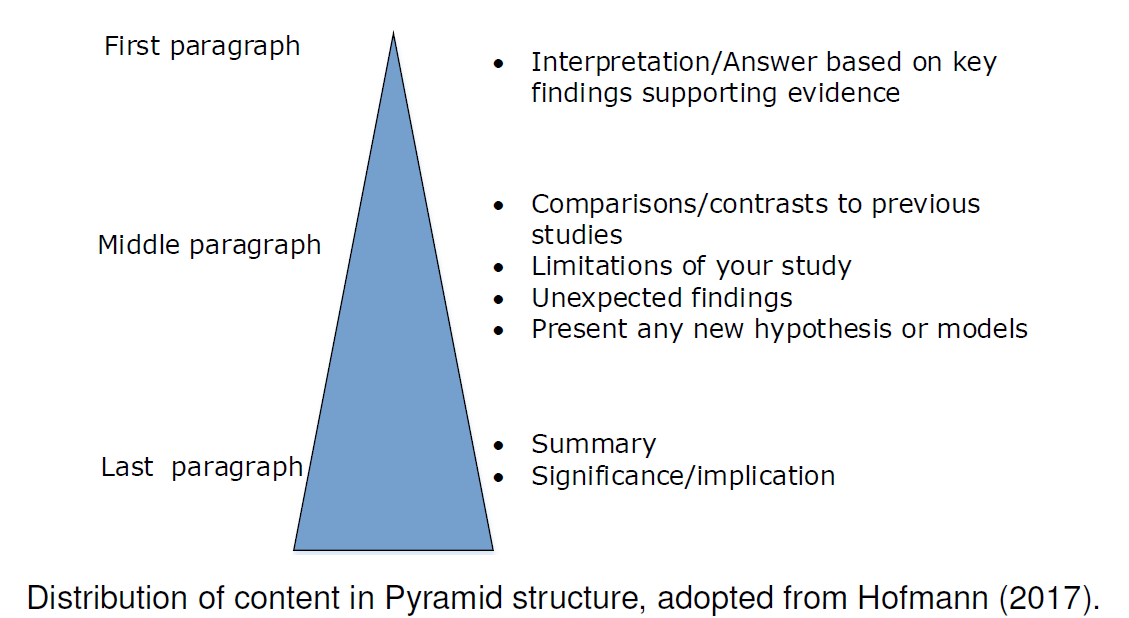 First paragraph
• Interpretation/Answer based on key
findings supporting evidence
Middle paragraph
• Comparisons/contrasts to previous
studies
• Limitations of your study
• Unexpected findings
• Present any new hypothesis or models
Last paragraph
• Summary
• Significance/implication
Distribution of content in Pyramid structure, adopted from Hofmann (2017).